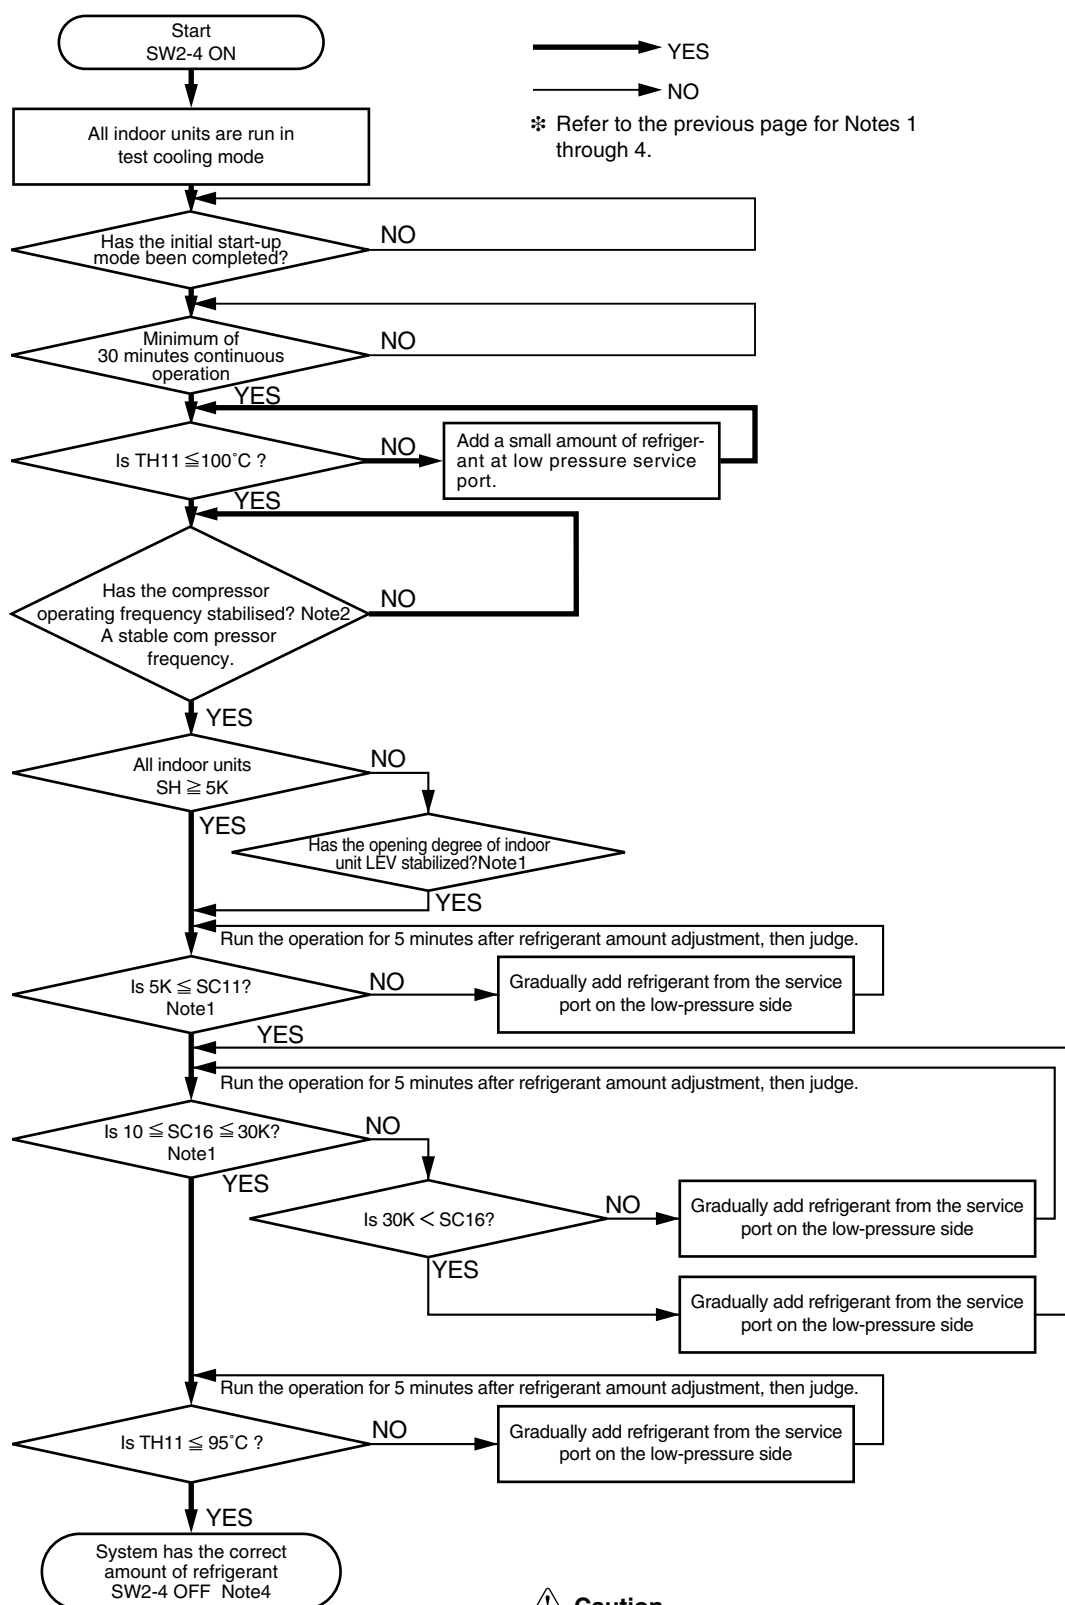 Start
SW2-4 ON
YES
NO
❇ Refer to the previous page for Notes 1
through 4.
All indoor units are run in
test cooling mode
Has the initial start-up
mode been completed?
NO
Minimum of
30 minutes continuous
operation
NO
YES
Is TH11 ≦100˚C ?
NO
Add a small amount of refriger-
ant at low pressure service
port.
YES
Has the compressor
operating frequency stabilised? Note2
A stable com pressor
frequency.
NO
YES
All indoor units
SH ≧ 5K
NO
YES
Has the opening degree of indoor
unit LEV stabilized?Note1
YES
Run the operation for 5 minutes after refrigerant amount adjustment, then judge.
Is 5K ≦ SC11?
Note1
NO
Gradually add refrigerant from the service
port on the low-pressure side
YES
Run the operation for 5 minutes after refrigerant amount adjustment, then judge.
Is 10 ≦ SC16 ≦ 30K?
Note1
NO
YES
Is 30K < SC16?
NO
Gradually add refrigerant from the service
port on the low-pressure side
YES
Gradually add refrigerant from the service
port on the low-pressure side
Run the operation for 5 minutes after refrigerant amount adjustment, then judge.
Is TH11 ≦ 95˚C ?
NO
Gradually add refrigerant from the service
port on the low-pressure side
YES
System has the correct
amount of refrigerant
SW2-4 OFF Note4
Caution